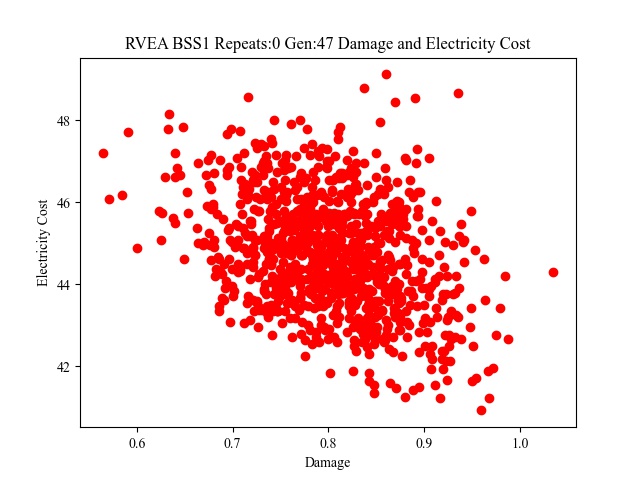 RVEA BSS1 Repeats:0 Gen:47 Damage and Electricity Cost
48
46
44
42
Electricity Cost
0.6 0.7 0.8 0.9 1.0
Damage